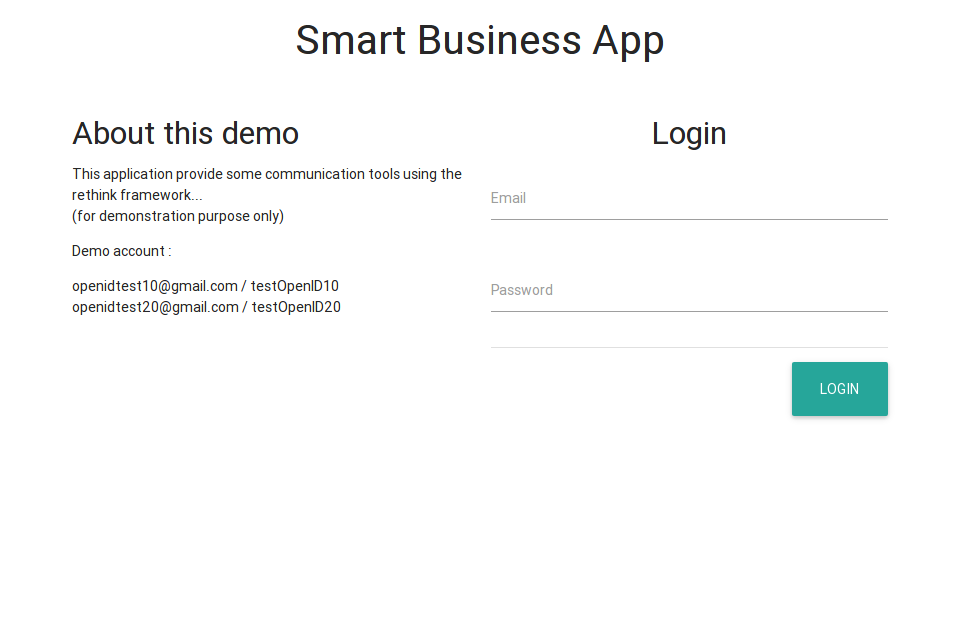 Smart Business App
About this demo
This application provide some communication tools using the
rethink framework...
(for demonstration purpose only)
Demo account :
openidtest10@gmail.com / testOpenID10
openidtest20@gmail.com / testOpenID20
Login
Email
Password
LOGIN